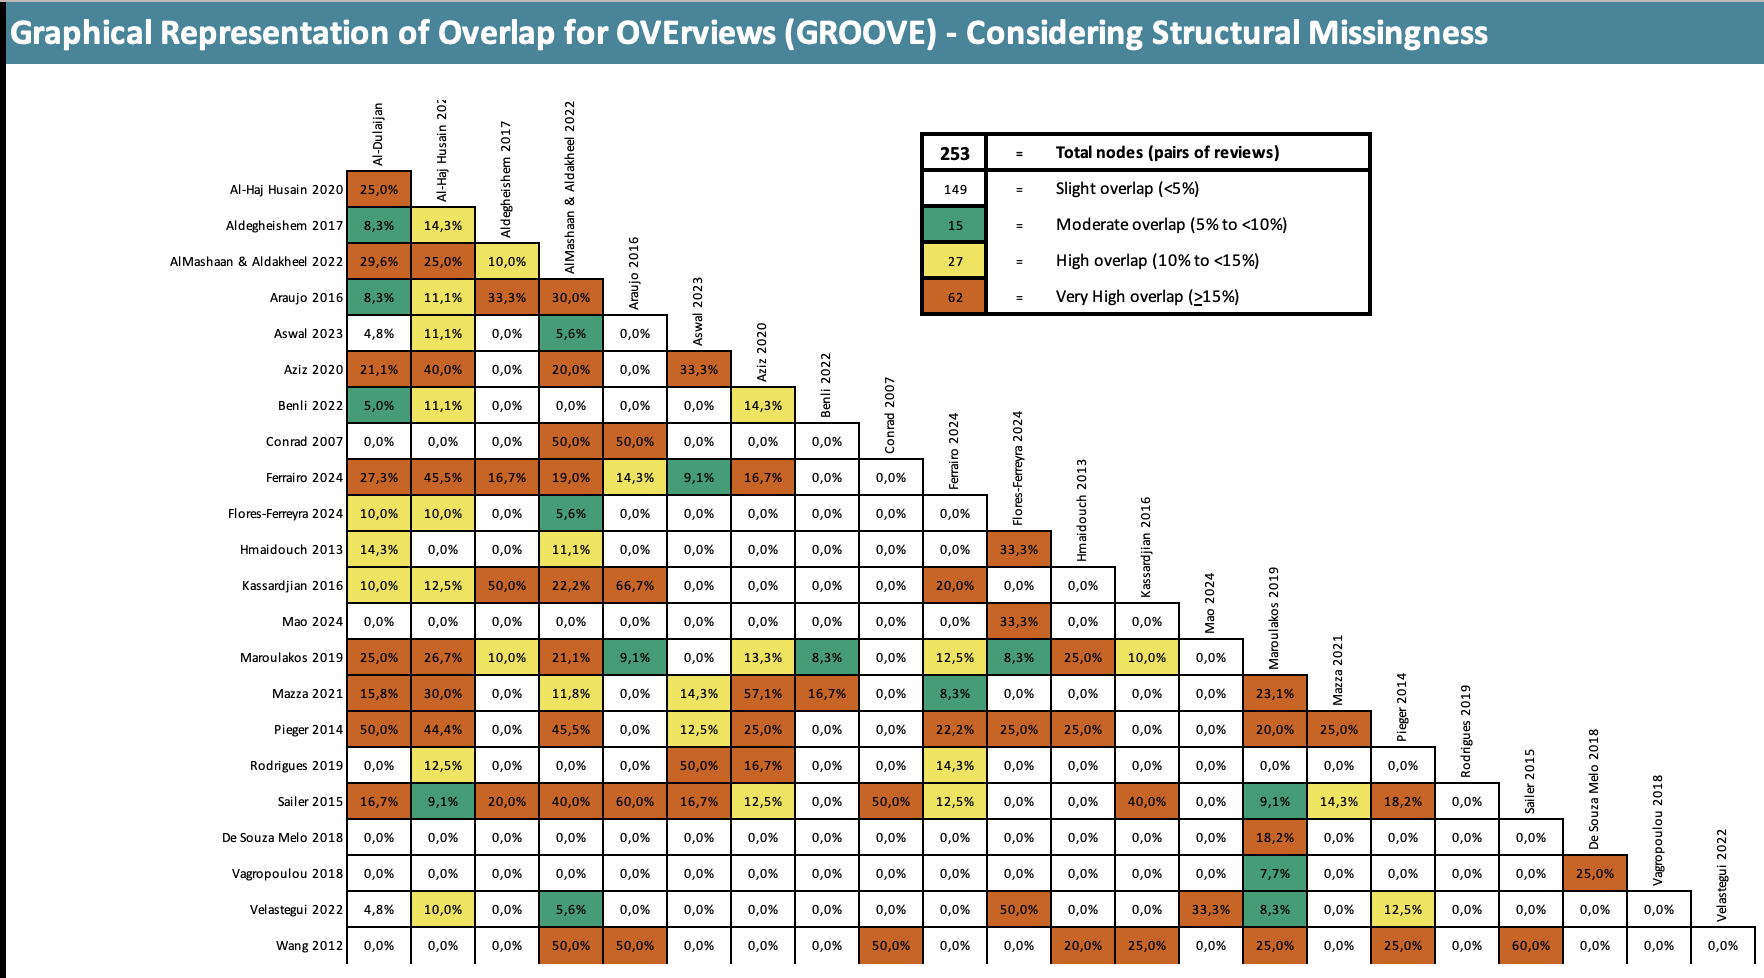 Graphical Representation of Overlap for OVErviews (GROOVE) - Considering Structural Missingness
Al-Dulaijan
Al-Haj Husain 202
Aldegheishem 2017
AlMashaan & Aldakheel 2022
Araujo 2016
Aswal 2023
Aziz 2020
Benli 2022
Conrad 2007
Ferrairo 2024
Flores-Ferreyra 2024
Hmaidouch 2013
Kassardjian 2016
Mao 2024
Maroulakos 2019
Mazza 2021
Pieger 2014
Rodrigues 2019
Sailer 2015
De Souza Melo 2018
Vagropoulou 2018
Velastegui 2022
253 = Total nodes (pairs of reviews)
149 = Slight overlap (<5%)
15 = Moderate overlap (5% to <10%)
27 = High overlap (10% to <15%)
62 = Very High overlap (≥15%)
Al-Haj Husain 2020 25,0%
Aldegheishem 2017 8,3% 14,3%
AlMashaan & Aldakheel 2022 29,6% 25,0% 10,0%
Araujo 2016 8,3% 11,1% 33,3% 30,0%
Aswal 2023 4,8% 11,1% 0,0% 5,6% 0,0%
Aziz 2020 21,1% 40,0% 0,0% 20,0% 0,0% 33,3%
Benli 2022 5,0% 11,1% 0,0% 0,0% 0,0% 0,0% 14,3%
Conrad 2007 0,0% 0,0% 0,0% 50,0% 50,0% 0,0% 0,0% 0,0%
Ferrairo 2024 27,3% 45,5% 16,7% 19,0% 14,3% 9,1% 16,7% 0,0% 0,0%
Flores-Ferreyra 2024 10,0% 10,0% 0,0% 5,6% 0,0% 0,0% 0,0% 0,0% 0,0% 0,0%
Hmaidouch 2013 14,3% 0,0% 0,0% 11,1% 0,0% 0,0% 0,0% 0,0% 0,0% 0,0% 33,3%
Kassardjian 2016 10,0% 12,5% 50,0% 22,2% 66,7% 0,0% 0,0% 0,0% 0,0% 20,0% 0,0% 0,0%
Mao 2024 0,0% 0,0% 0,0% 0,0% 0,0% 0,0% 0,0% 0,0% 0,0% 0,0% 33,3% 0,0% 0,0%
Maroulakos 2019 25,0% 26,7% 10,0% 21,1% 9,1% 0,0% 13,3% 8,3% 0,0% 12,5% 8,3% 25,0% 10,0% 0,0%
Mazza 2021 15,8% 30,0% 0,0% 11,8% 0,0% 14,3% 57,1% 16,7% 0,0% 8,3% 0,0% 0,0% 0,0% 0,0% 23,1%
Pieger 2014 50,0% 44,4% 0,0% 45,5% 0,0% 12,5% 25,0% 0,0% 0,0% 22,2% 25,0% 25,0% 0,0% 0,0% 20,0% 25,0%
Rodrigues 2019 0,0% 12,5% 0,0% 0,0% 0,0% 50,0% 16,7% 0,0% 0,0% 14,3% 0,0% 0,0% 0,0% 0,0% 0,0% 0,0% 0,0%
Sailer 2015 16,7% 9,1% 20,0% 40,0% 60,0% 16,7% 12,5% 0,0% 50,0% 12,5% 0,0% 0,0% 40,0% 0,0% 9,1% 14,3% 18,2% 0,0%
De Souza Melo 2018 0,0% 0,0% 0,0% 0,0% 0,0% 0,0% 0,0% 0,0% 0,0% 0,0% 0,0% 0,0% 0,0% 0,0% 18,2% 0,0% 0,0% 0,0% 0,0%
Vagropoulou 2018 0,0% 0,0% 0,0% 0,0% 0,0% 0,0% 0,0% 0,0% 0,0% 0,0% 0,0% 0,0% 0,0% 0,0% 7,7% 0,0% 0,0% 0,0% 0,0% 25,0%
Velastegui 2022 4,8% 10,0% 0,0% 5,6% 0,0% 0,0% 0,0% 0,0% 0,0% 0,0% 50,0% 0,0% 0,0% 33,3% 8,3% 0,0% 12,5% 0,0% 0,0% 0,0% 0,0%
Wang 2012 0,0% 0,0% 0,0% 50,0% 50,0% 0,0% 0,0% 0,0% 50,0% 0,0% 0,0% 20,0% 25,0% 0,0% 25,0% 0,0% 25,0% 0,0% 60,0% 0,0% 0,0% 0,0%